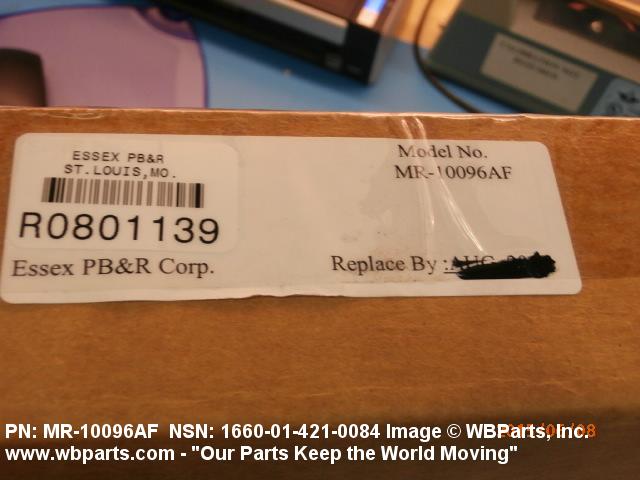 ESSEX PB&R
ST.LOUIS,MO.
R0801139
Essex PB&R Corp.
Model No.
MR-10096AF
Replace By :AUG
PN: MR-10096AF NSN: 1660-01-421-0084 Image © WBParts, Inc.
www.wbparts.com - "Our Parts Keep the World Moving"